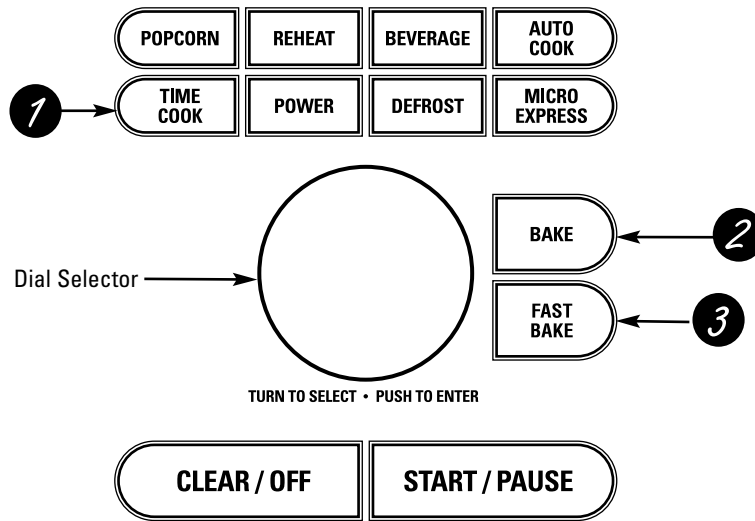 POPCORN REHEAT BEVERAGE AUTO
COOK
1 TIME
COOK POWER DEFROST MICRO
EXPRESS
BAKE 2
Dial Selector
FAST
BAKE 3
TURN TO SELECT • PUSH TO ENTER
CLEAR / OFF START / PAUSE